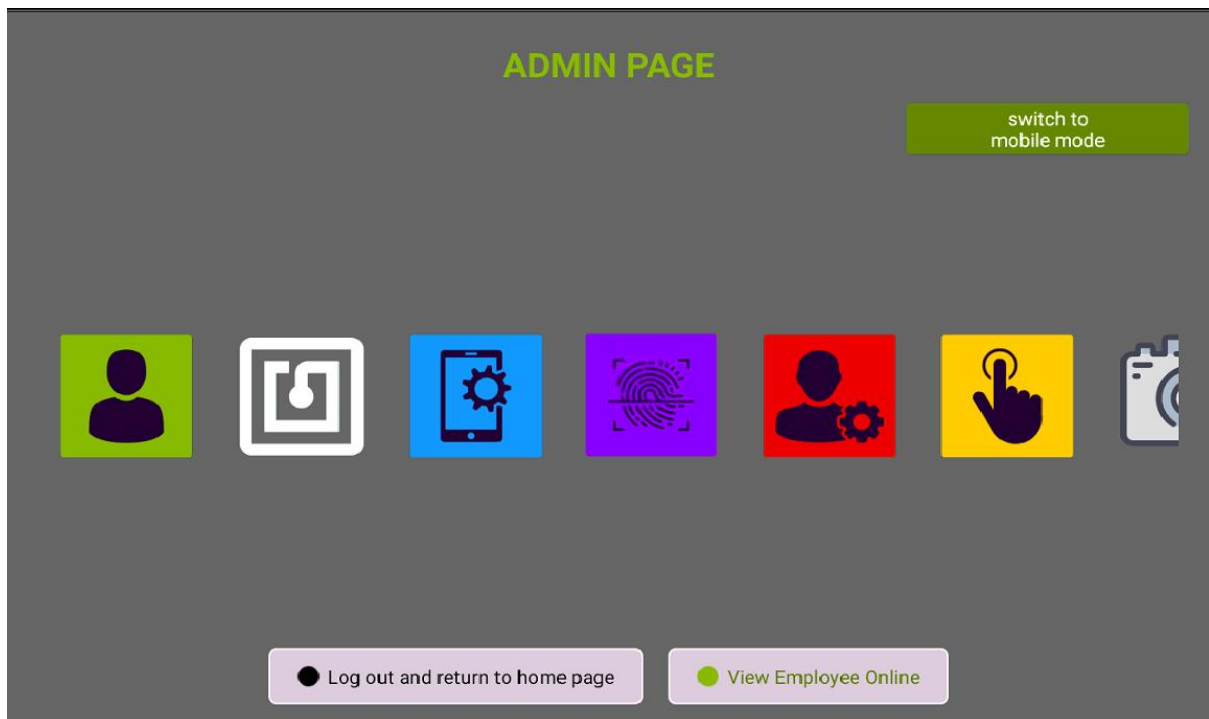 ADMIN PAGE
switch to
mobile mode
Log out and return to home page
View Employee Online